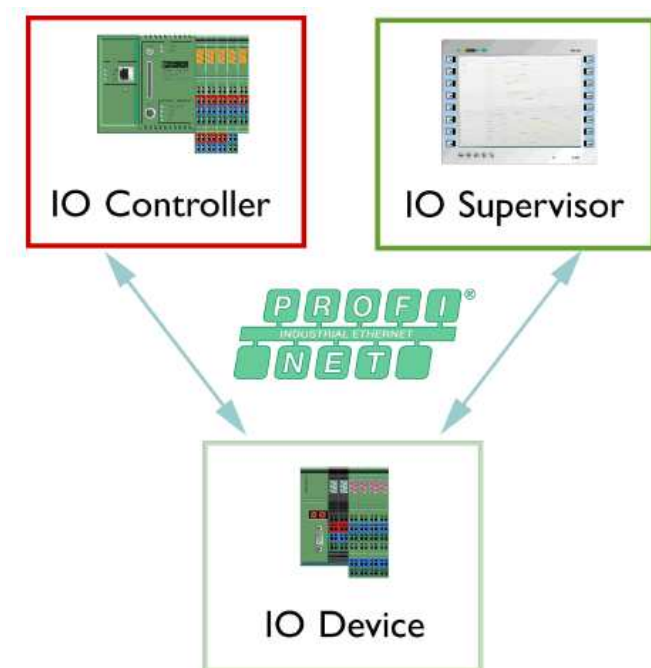 IO Controller
IO Supervisor
PROFI®
INDUSTRIAL ETHERNET
NET
IO Device